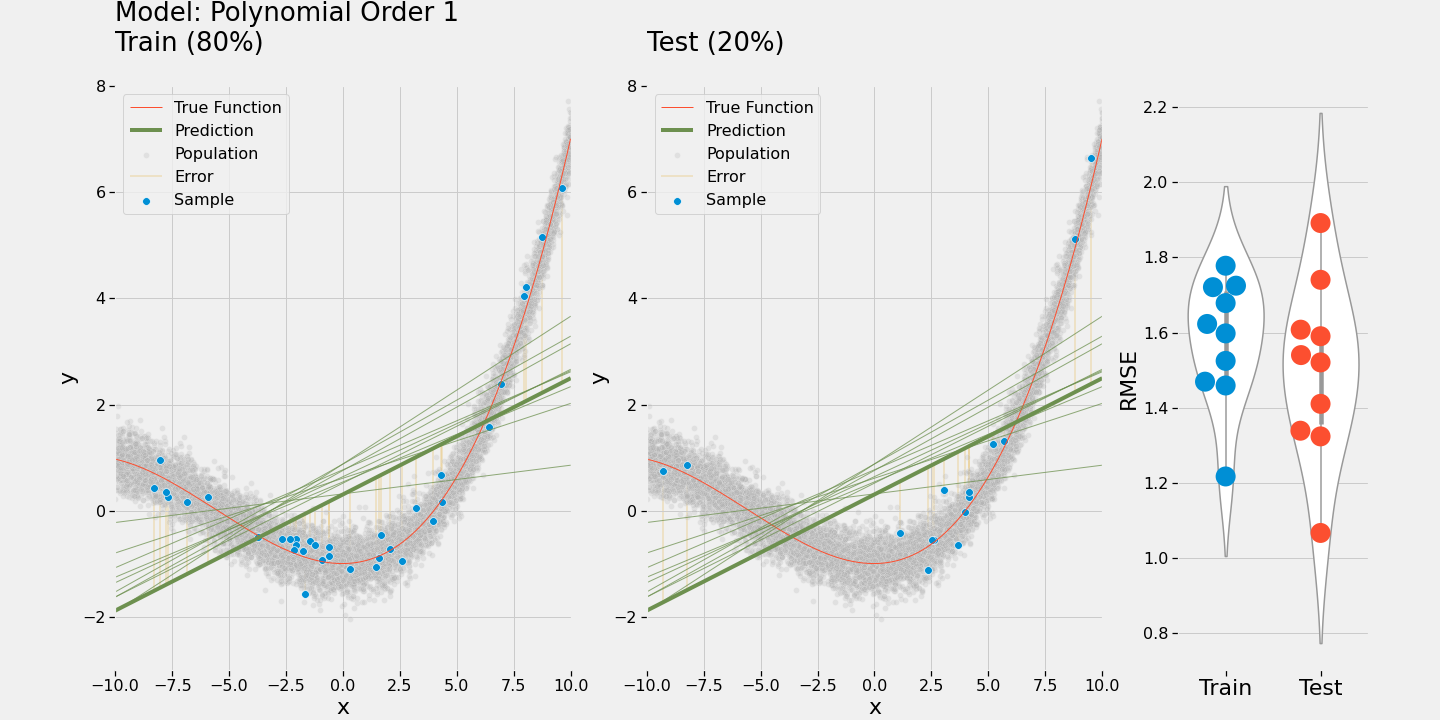 Model: Polynomial Order 1
Train (80%)
Test (20%)
8
6
4
2
0
−2
y
−10.0 −7.5 −5.0 −2.5 0.0 2.5 5.0 7.5 10.0
x
True Function
Prediction
Population
Error
Sample
8
6
4
2
0
−2
y
−10.0 −7.5 −5.0 −2.5 0.0 2.5 5.0 7.5 10.0
x
True Function
Prediction
Population
Error
Sample
2.2
2.0
1.8
1.6
1.4
1.2
1.0
0.8
RMSE
Train Test